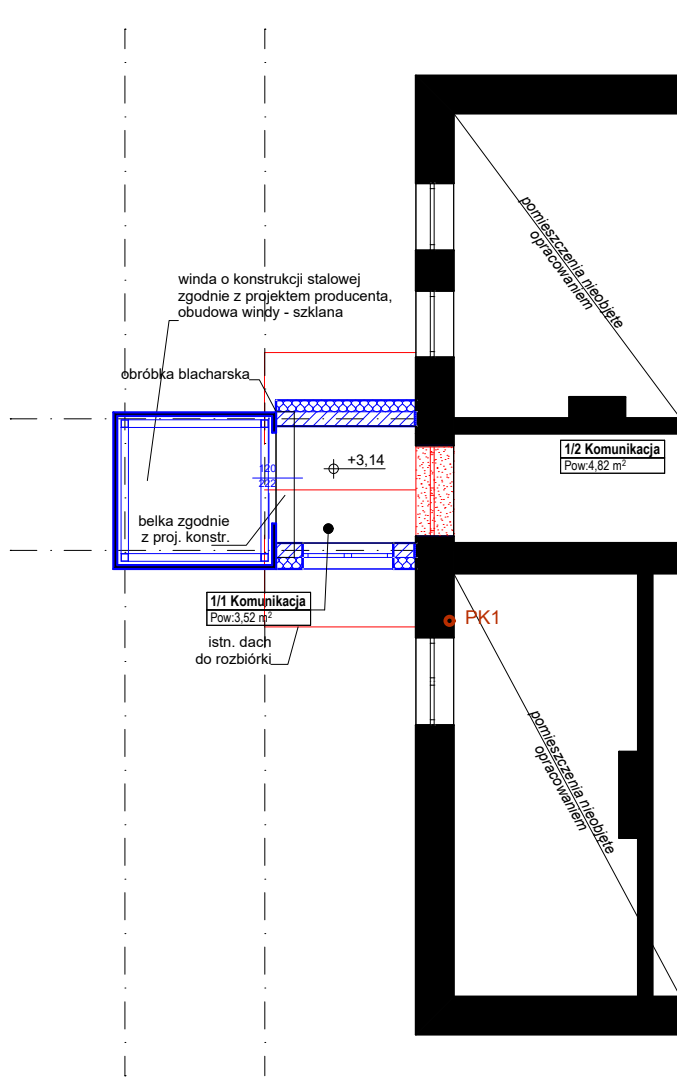 pomieszczenia nieobjęte
opracowaniem
winda o konstrukcji stalowej
zgodnie z projektem producenta,
obudowa windy - szklana
obróbka blacharska
1/2 Komunikacja
Pow:4,82 m²
+3,14
120
222
belka zgodnie
z proj. konstr.
1/1 Komunikacja
Pow:3,52 m²
PK1
istn. dach
do rozbiórki
pomieszczenia nieobjęte
opracowaniem